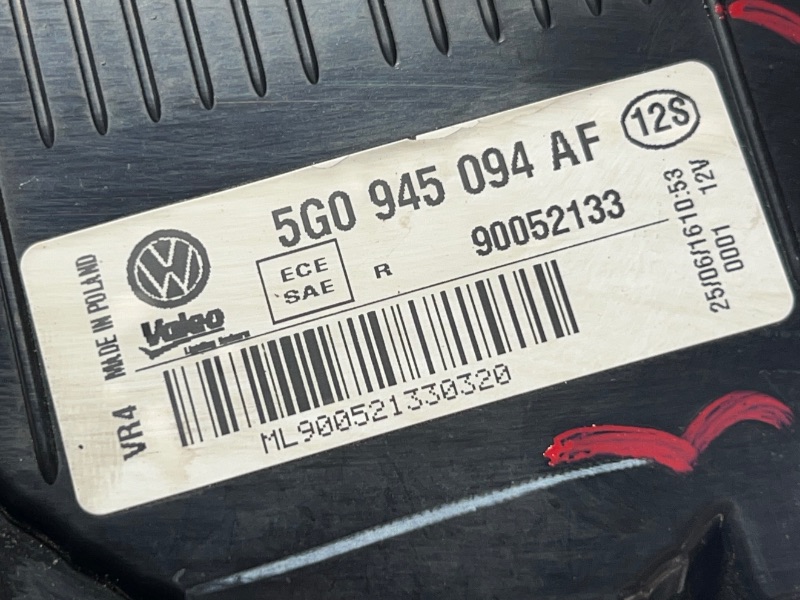 12S
5G0 945 094 AF
90052133
ECE
SAE
R
VW
Valeo
MADE IN POLAND
VR4
ML900521330320
25/06/16 10:53
0001 12V